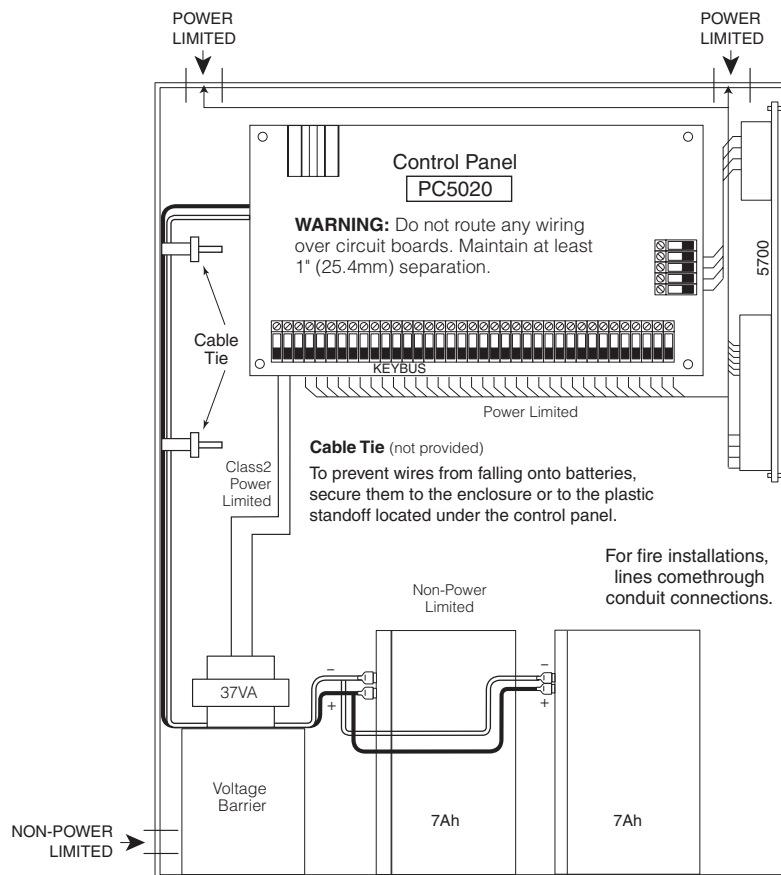 POWER
LIMITED
POWER
LIMITED
Control Panel
PC5020
WARNING: Do not route any wiring
over circuit boards. Maintain at least
1" (25.4mm) separation.
5700
Cable
Tie
KEYBUS
Power Limited
Cable Tie (not provided)
To prevent wires from falling onto batteries,
secure them to the enclosure or to the plastic
standoff located under the control panel.
Class2
Power
Limited
For fire installations,
lines comethrough
conduit connections.
Non-Power
Limited
37VA
–
+
–
+
Voltage
Barrier
7Ah
7Ah
NON-POWER
LIMITED